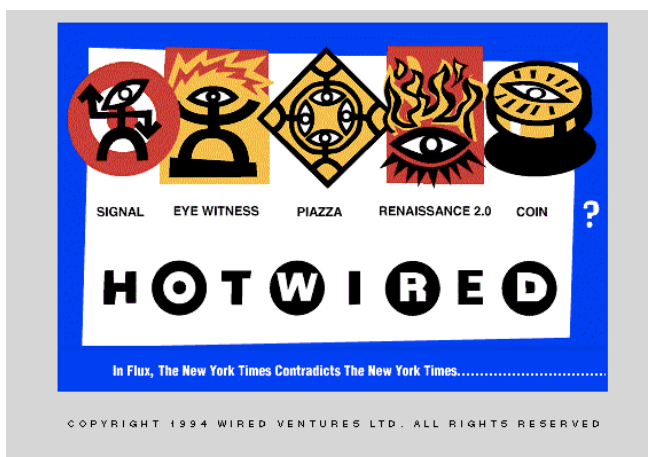 SIGNAL EYE WITNESS PIAZZA RENAISSANCE 2.0 COIN ?
HOTWIRED
In Flux, The New York Times Contradicts The New York Times..............................
COPYRIGHT 1994 WIRED VENTURES LTD. ALL RIGHTS RESERVED